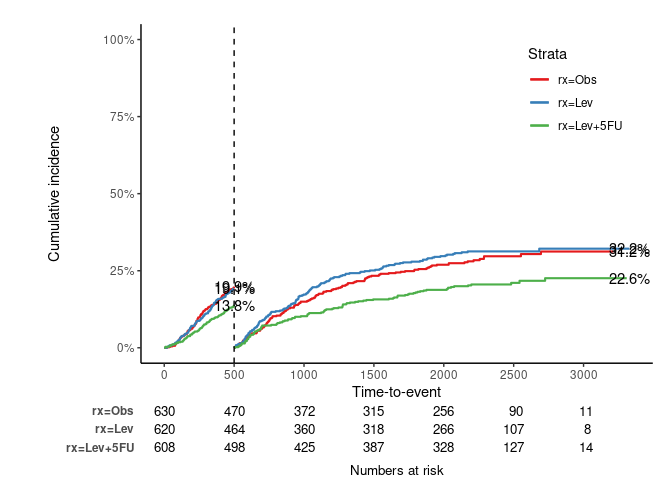 100%
75%
50%
25%
0%
Cumulative incidence
Strata
rx=Obs
rx=Lev
rx=Lev+5FU
13.8%
22.6%
0 500 1000 1500 2000 2500 3000
Time-to-event
rx=Obs 630 470 372 315 256 90 11
rx=Lev 620 464 360 318 266 107 8
rx=Lev+5FU 608 498 425 387 328 127 14
Numbers at risk